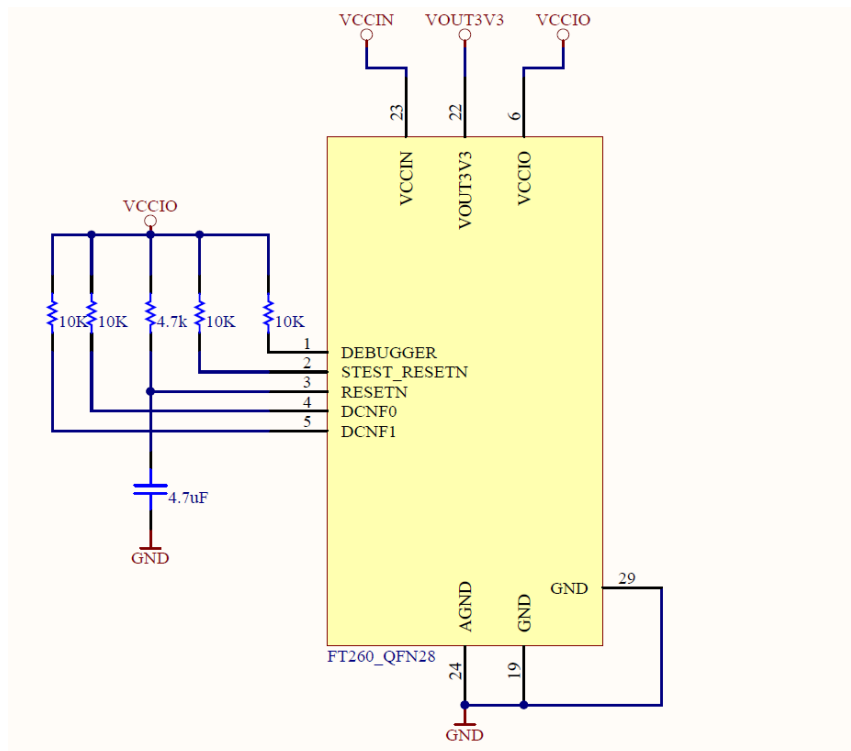 VCCIN VOUT3V3 VCCIO
23 22 6
VCCIN VOUT3V3 VCCIO
VCCIO
10K 10K 4.7k 10K 10K
1 DEBUGGER
2 STEST_RESETN
3 RESETN
4 DCNF0
5 DCNF1
4.7uF
GND
GND 29
AGND GND
FT260_QFN28
24 19
GND